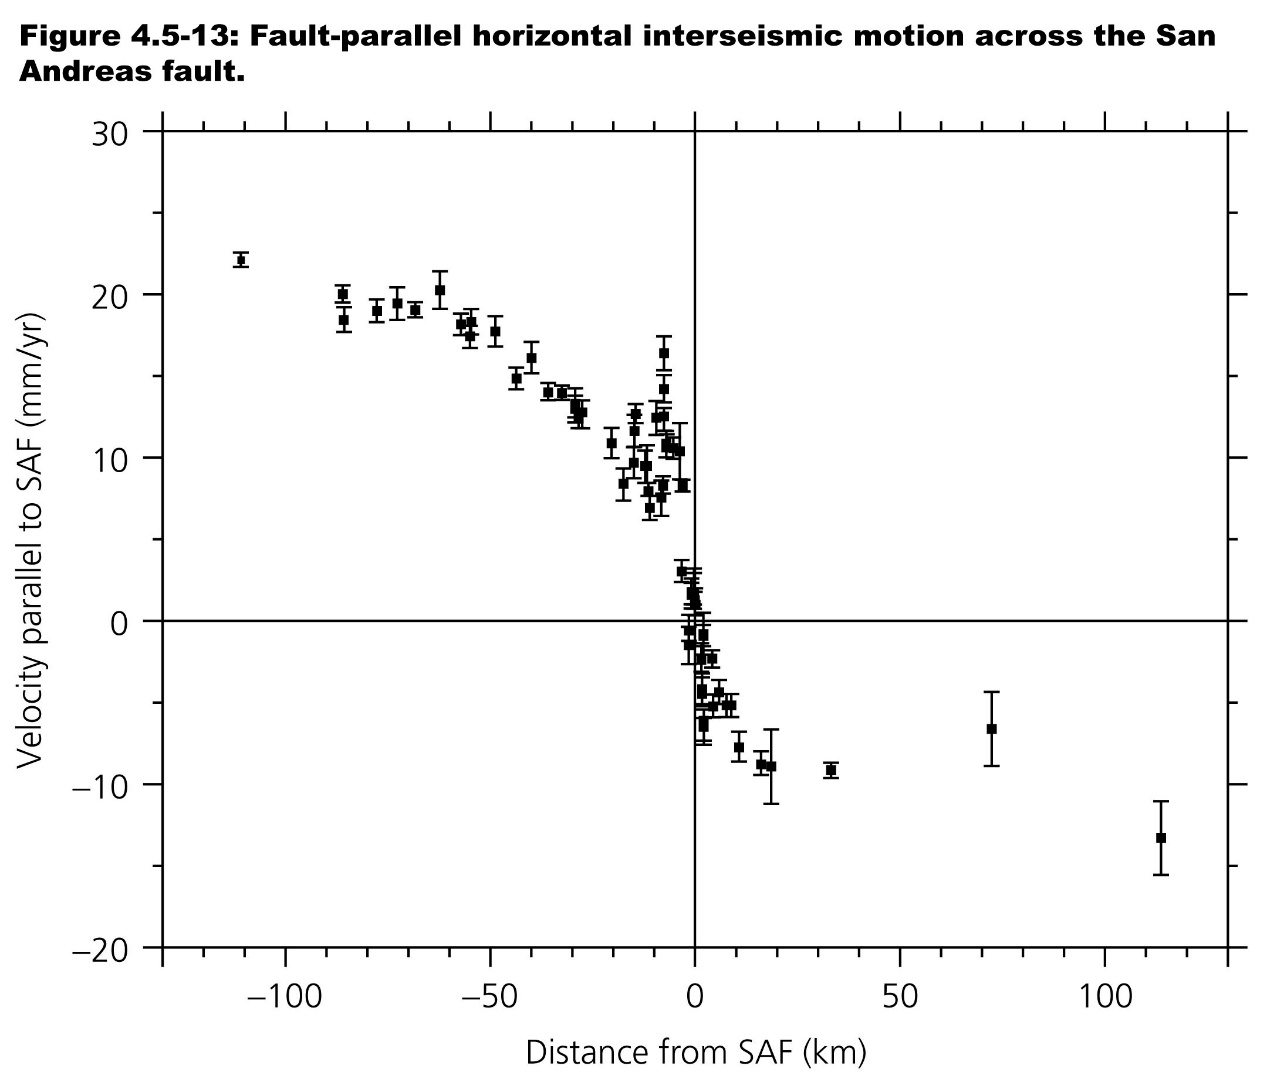 Figure 4.5-13: Fault-parallel horizontal interseismic motion across the San
Andreas fault.
30
20
10
0
−10
−20
Velocity parallel to SAF (mm/yr)
−100
−50
0
50
100
Distance from SAF (km)